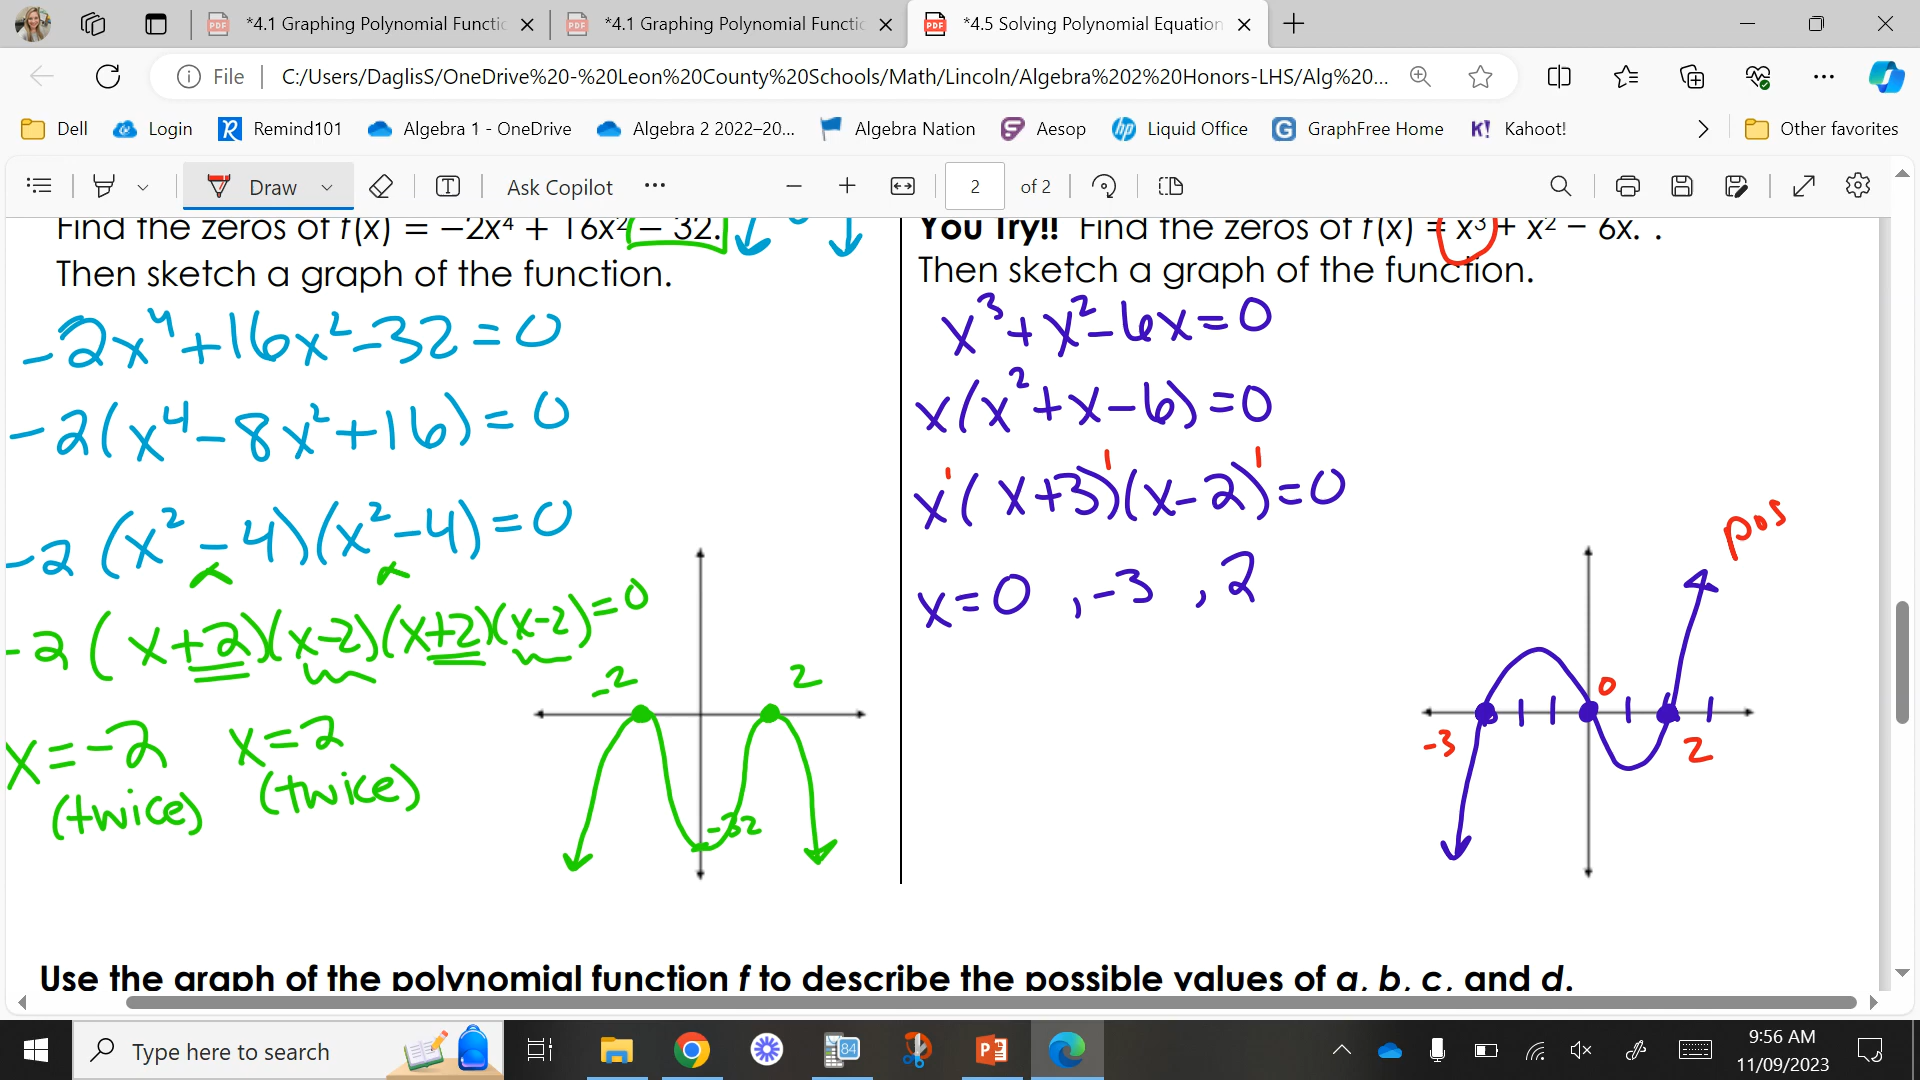 *4.1 Graphing Polynomial Functic
*4.1 Graphing Polynomial Functic
*4.5 Solving Polynomial Equation
File
C:/Users/DaglisS/OneDrive%20-%20Leon%20County%20Schools/Math/Lincoln/Algebra%202%20Honors-LHS/Alg%20...
Dell
Login
Remind101
Algebra 1 - OneDrive
Algebra 2 2022–20...
Algebra Nation
Aesop
Liquid Office
GraphFree Home
Kahoot!
Other favorites
Draw
Ask Copilot
2
of 2
Find the zeros of f(x) = −2x⁴ + 16x² − 32.
Then sketch a graph of the function.
-2x⁴+16x²-32=0
-2(x⁴-8x²+16)=0
-2(x²-4)(x²-4)=0
-2(x+2)(x-2)(x+2)(x-2)=0
x=-2 x=2
(twice) (twice)
-2 2
-32
You Try!! Find the zeros of f(x) = x³ + x² − 6x. .
Then sketch a graph of the function.
x³+x²-6x=0
x(x²+x-6)=0
x¹(x+3)¹(x-2)¹=0
x=0 ,-3 ,2
pos
0
-3 2
Use the graph of the polynomial function f to describe the possible values of a, b, c, and d.
Type here to search
84
9:56 AM
11/09/2023